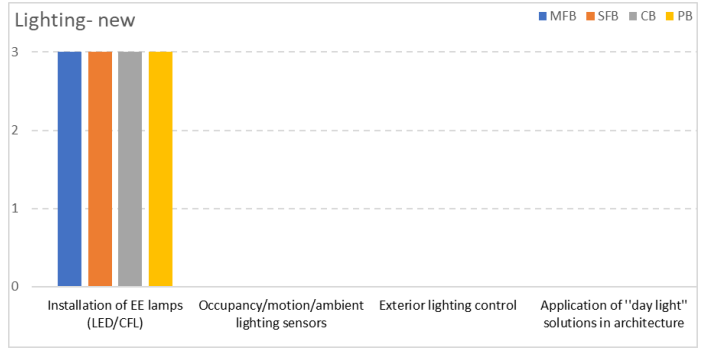 Lighting- new
MFB SFB CB PB
3
2
1
0
Installation of EE lamps
(LED/CFL)
Occupancy/motion/ambient
lighting sensors
Exterior lighting control
Application of "day light"
solutions in architecture